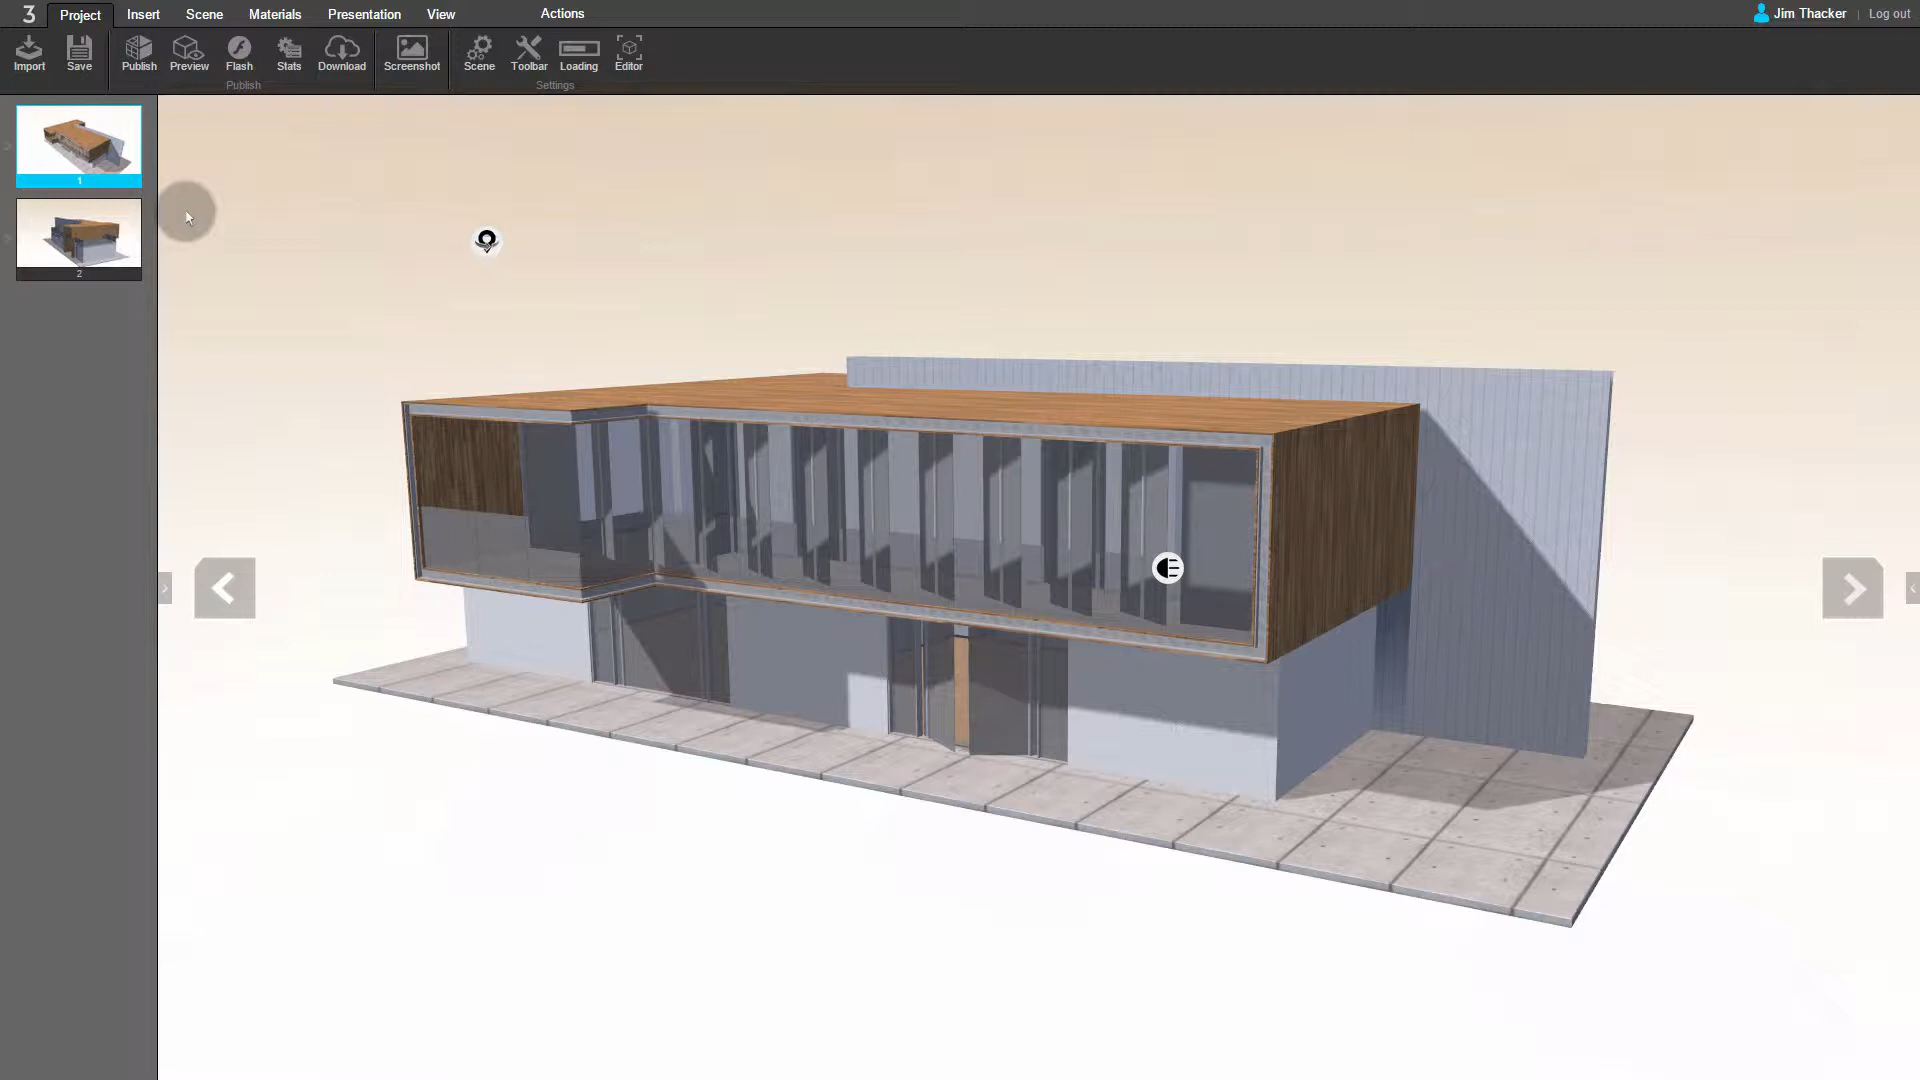 3 Project Insert Scene Materials Presentation View Actions Jim Thacker | Log out
Import Save Publish Preview Flash Stats Download Screenshot Scene Toolbar Loading Editor
Publish Settings
1
2